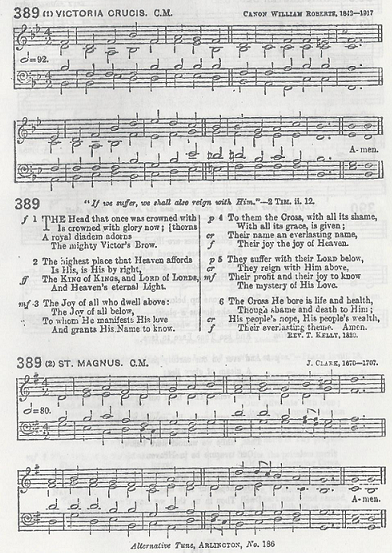 389 (1) VICTORIA CRUCIS. C.M. CANON WILLIAM ROBERTS, 1842–1917
=92.
A-men.
389 "If we suffer, we shall also reign with Him."—2 TIM. ii. 12.
f 1 THE Head that once was crowned with
Is crowned with glory now; [thorns
A royal diadem adorns
The mighty Victor's Brow.
2 The highest place that Heaven affords
Is His, is His by right,
ff The KING of KINGS, and LORD of LORDS,
And Heaven's eternal Light.
mf 3 The Joy of all who dwell above:
The Joy of all below,
To whom He manifests His love
And grants His Name to know.
p 4 To them the Cross, with all its shame,
With all its grace, is given;
cr Their name an everlasting name,
f Their joy the joy of Heaven.
p 5 They suffer with their LORD below,
cr They reign with Him above,
mf Their profit and their joy to know
The mystery of His Love.
6 The Cross He bore is life and health,
Though shame and death to Him;
cr His people's hope, His people's wealth,
f Their everlasting theme. Amen.
REV. T. KELLY, 1820.
389 (2) ST. MAGNUS. C.M. J. CLARK, 1670–1707.
=80.
A-men.
Alternative Tune, ARLINGTON, No. 186